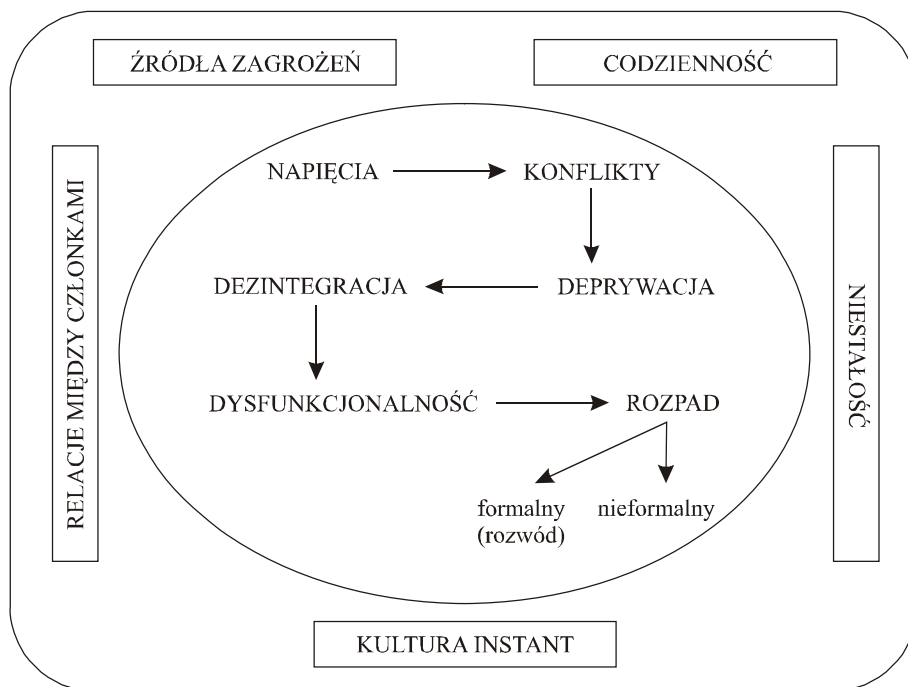 ŹRÓDŁA ZAGROŻEŃ
CODZIENNOŚĆ
RELACJE MIĘDZY CZŁONKAMI
NAPIĘCIA
KONFLIKTY
DEZINTEGRACJA
DEPRYWACJA
DYSFUNKCJONALNOŚĆ
ROZPAD
formalny
(rozwód)
nieformalny
NIESTAŁOŚĆ
KULTURA INSTANT